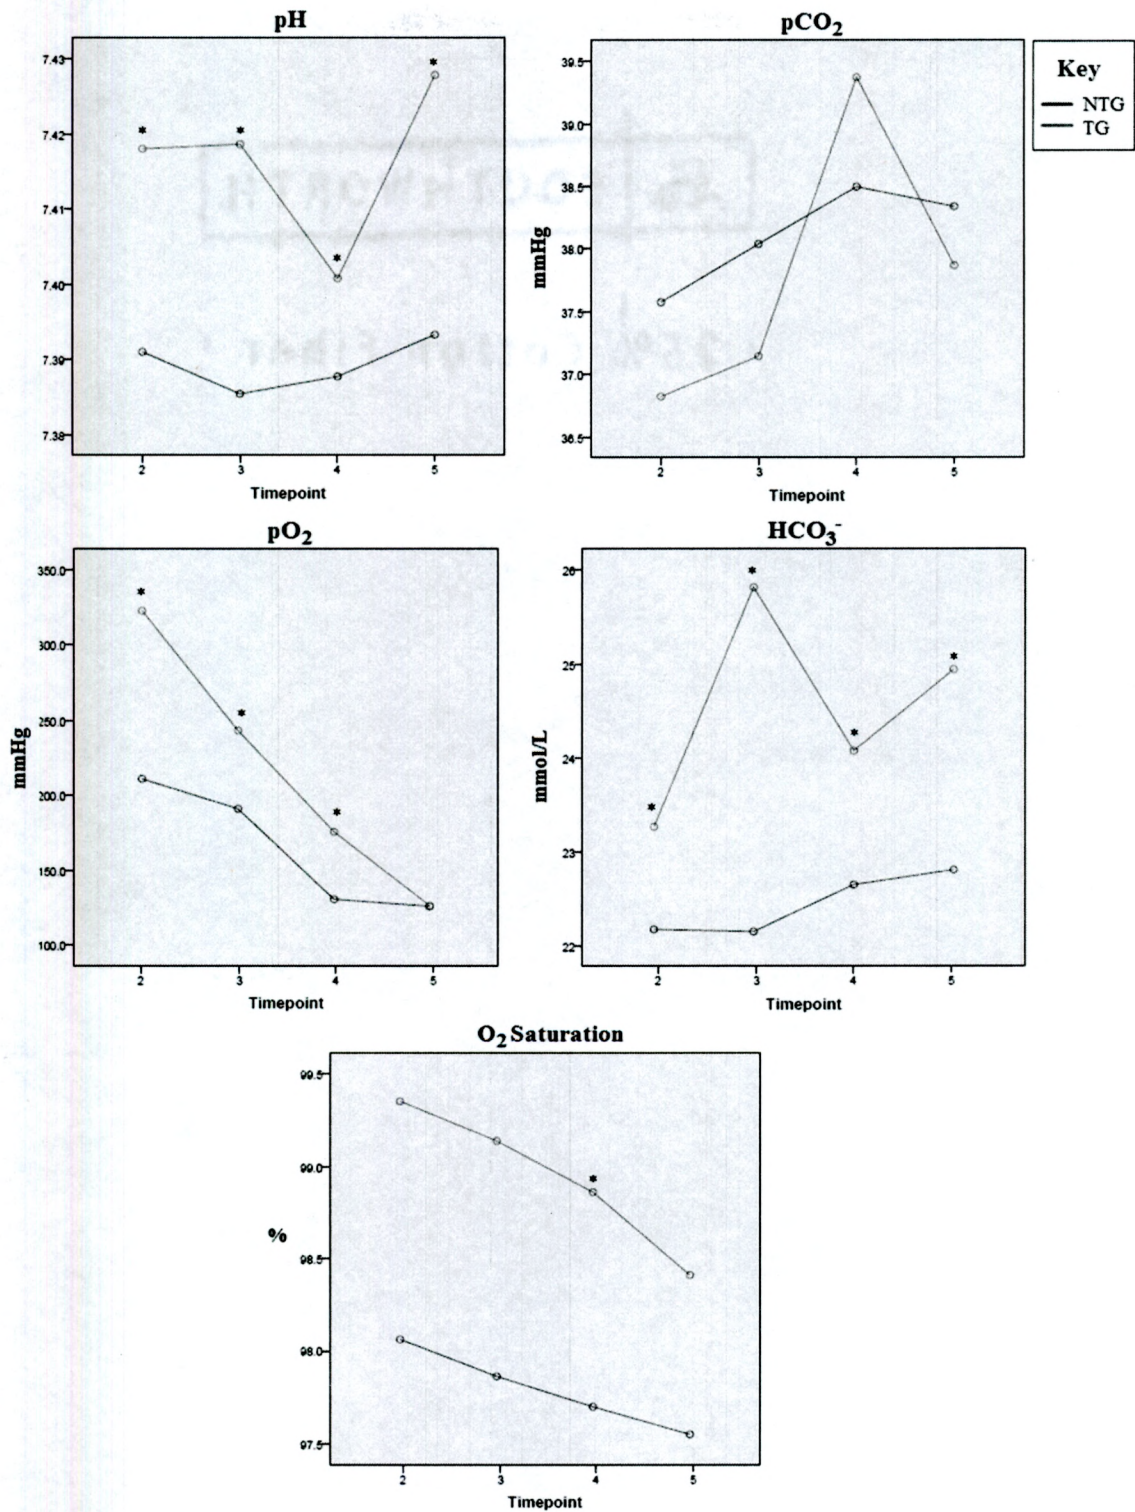 pH
7.43
7.42
7.41
7.40
7.39
7.38
* * * *
2 3 4 5
Timepoint
pCO₂
mmHg
39.5
39.0
38.5
38.0
37.5
37.0
36.5
2 3 4 5
Timepoint
Key
NTG
TG
pO₂
mmHg
350.0
300.0
250.0
200.0
150.0
100.0
* * *
2 3 4 5
Timepoint
HCO₃⁻
mmol/L
26
25
24
23
22
* * * *
2 3 4 5
Timepoint
O₂ Saturation
%
99.5
99.0
98.5
98.0
97.5
*
2 3 4 5
Timepoint